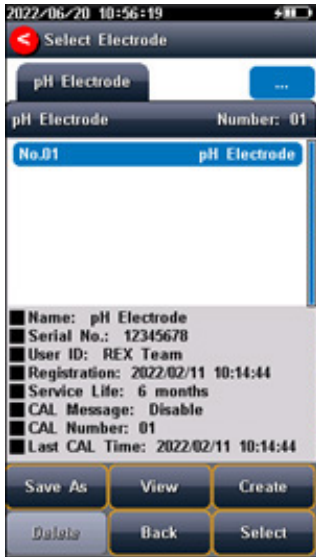 2022/06/20 10:56:19
< Select Electrode
pH Electrode ...
pH Electrode Number: 01
No.01 pH Electrode
Name: pH Electrode
Serial No.: 12345678
User ID: REX Team
Registration: 2022/02/11 10:14:44
Service Life: 6 months
CAL Message: Disable
CAL Number: 01
Last CAL Time: 2022/02/11 10:14:44
Save As View Create
Delete Back Select